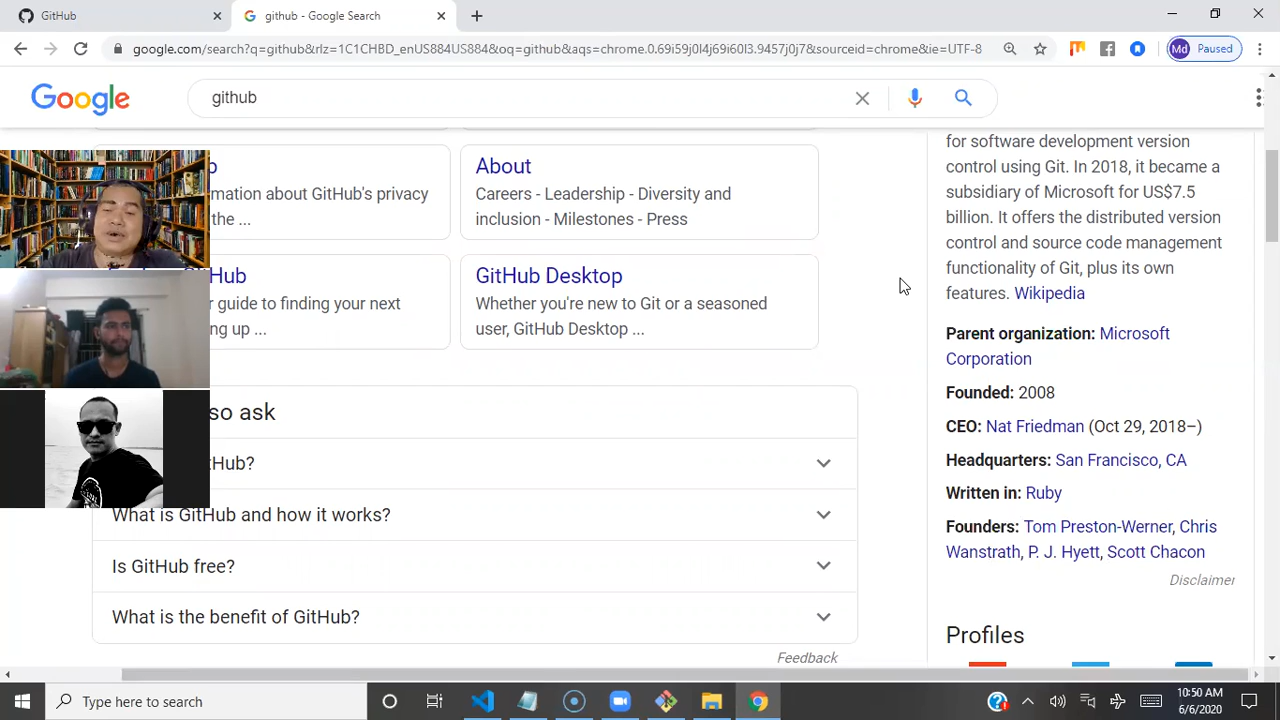 GitHub
github - Google Search
google.com/search?q=github&rlz=1C1CHBD_enUS884US884&oq=github&aqs=chrome.0.69i59j0l4j69i60l3.9457j0j7&sourceid=chrome&ie=UTF-8
Md Paused
Google
github
About
mation about GitHub's privacy
the ...
Careers - Leadership - Diversity and
inclusion - Milestones - Press
Hub
GitHub Desktop
guide to finding your next
ng up ...
Whether you're new to Git or a seasoned
user, GitHub Desktop ...
so ask
tHub?
What is GitHub and how it works?
Is GitHub free?
What is the benefit of GitHub?
Feedback
for software development version
control using Git. In 2018, it became a
subsidiary of Microsoft for US$7.5
billion. It offers the distributed version
control and source code management
functionality of Git, plus its own
features. Wikipedia
Parent organization: Microsoft
Corporation
Founded: 2008
CEO: Nat Friedman (Oct 29, 2018–)
Headquarters: San Francisco, CA
Written in: Ruby
Founders: Tom Preston-Werner, Chris
Wanstrath, P. J. Hyett, Scott Chacon
Disclaimer
Profiles
Type here to search
10:50 AM
6/6/2020